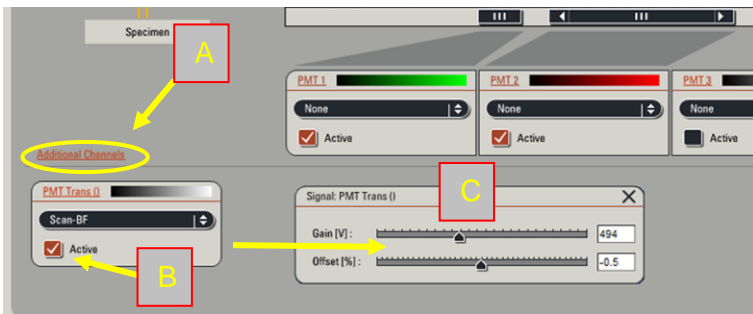 Specimen
A
PMT 1
PMT 2
PMT 3
None
None
None
Active
Active
Active
Additional Channels
PMT Trans ()
Scan-BF
Active
B
C
Signal: PMT Trans ()
Gain [V] :
494
Offset [%] :
-0.5